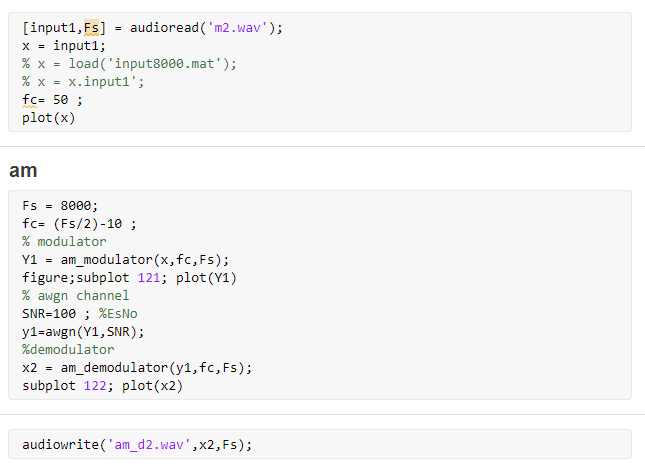 [input1,Fs] = audioread('m2.wav');
x = input1;
% x = load('input8000.mat');
% x = x.input1';
fc= 50 ;
plot(x)
am
Fs = 8000;
fc= (Fs/2)-10 ;
% modulator
Y1 = am_modulator(x,fc,Fs);
figure;subplot 121; plot(Y1)
% awgn channel
SNR=100 ; %EsNo
y1=awgn(Y1,SNR);
%demodulator
x2 = am_demodulator(y1,fc,Fs);
subplot 122; plot(x2)
audiowrite('am_d2.wav',x2,Fs);